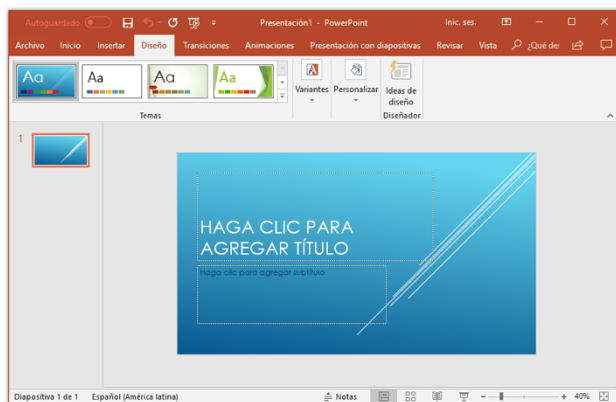 Autoguardado
Presentación1 - PowerPoint
Inic. ses.
Archivo Inicio Insertar Diseño Transiciones Animaciones Presentación con diapositivas Revisar Vista ¿Qué de
Aa Aa Aa Aa
Variantes Personalizar Ideas de
diseño
Temas Diseñador
1
HAGA CLIC PARA
AGREGAR TÍTULO
Haga clic para agregar subtítulo
Diapositiva 1 de 1 Español (América latina) Notas 40%